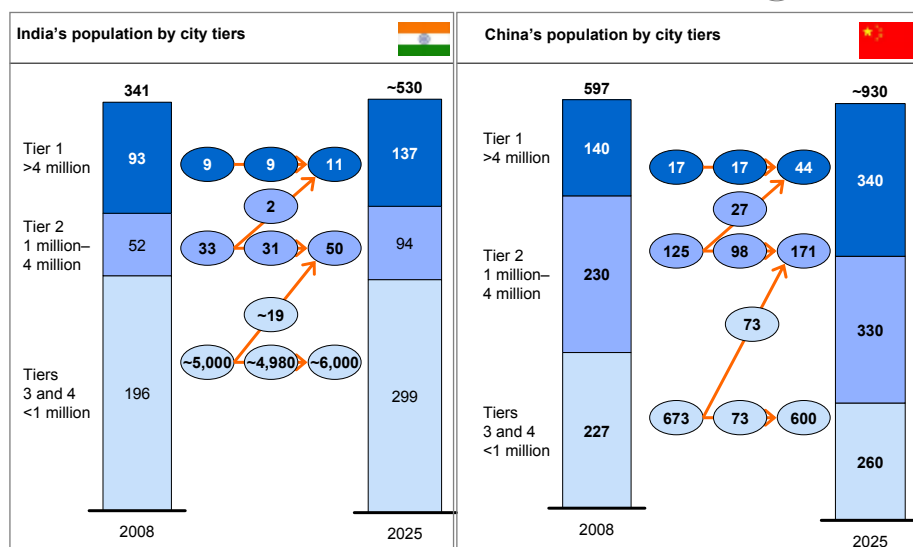 India's population by city tiers
341
~530
Tier 1
>4 million
93
9
9
11
137
2
Tier 2
1 million–
4 million
52
33
31
50
94
~19
~5,000
~4,980
~6,000
Tiers
3 and 4
<1 million
196
299
2008
2025
China's population by city tiers
597
~930
Tier 1
>4 million
140
17
17
44
340
27
Tier 2
1 million–
4 million
230
125
98
171
330
73
Tiers
3 and 4
<1 million
227
673
73
600
260
2008
2025